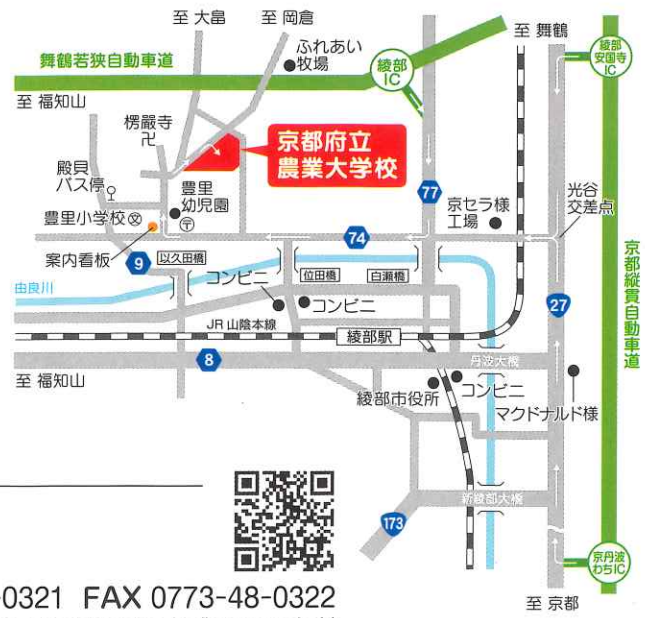 至 大畠
至 岡倉
ふれあい
牧場
舞鶴若狭自動車道
綾部
IC
至 舞鶴
綾部
安国寺
IC
至 福知山
楞厳寺
京都府立
農業大学校
殿貝
バス停
豊里
幼児園
豊里小学校
77
京セラ様
工場
光谷
交差点
74
案内看板
9
以久田橋
位田橋
白瀬橋
京都縦貫自動車道
由良川
コンビニ
コンビニ
27
JR 山陰本線
綾部駅
8
丹波大橋
至 福知山
綾部市役所
コンビニ
マクドナルド様
新綾部大橋
173
京丹波
わちIC
至 京都
-0321 FAX 0773-48-0322